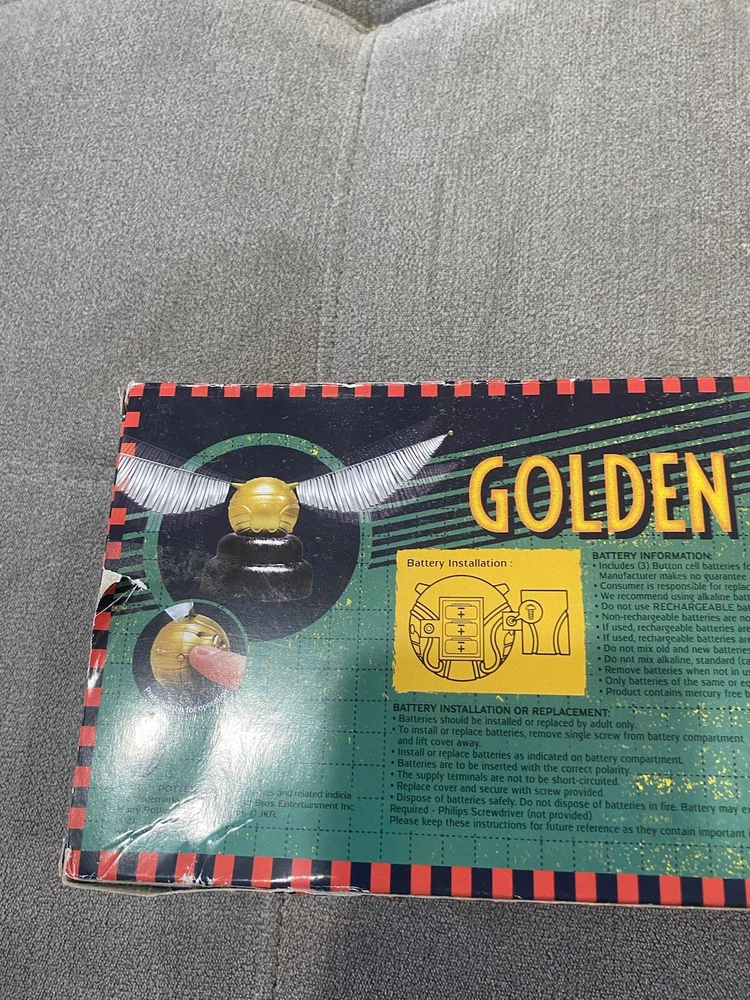 GOLDEN
Battery Installation :
BATTERY INFORMATION:
• Includes (3) Button cell batteries
Manufacturer makes no guarantee
• Consumer is responsible for
We recommend using alkaline
Do not use RECHARGEABLE
Non-rechargeable batteries are
• If used, rechargeable batteries are
• If used, rechargeable batteries are
• Do not mix old and new batteries
• Do not mix alkaline, standard
• Remove batteries when not in
• Only batteries of the same or
• Product contains mercury free
BATTERY INSTALLATION OR REPLACEMENT:
• Batteries should be installed or replaced by adult only.
• To install or replace batteries, remove single screw from battery compartment
and lift cover away.
• Install or replace batteries as indicated on battery compartment.
• Batteries are to be inserted with the correct polarity.
• The supply terminals are not to be short-circuited.
• Replace cover and secure with screw provided.
• Dispose of batteries safely. Do not dispose of batteries in fire. Battery may
Required - Philips Screwdriver (not provided)
Please keep these instructions for future reference as they contain important
and related indicia
Bros. Entertainment Inc.
© JKR.